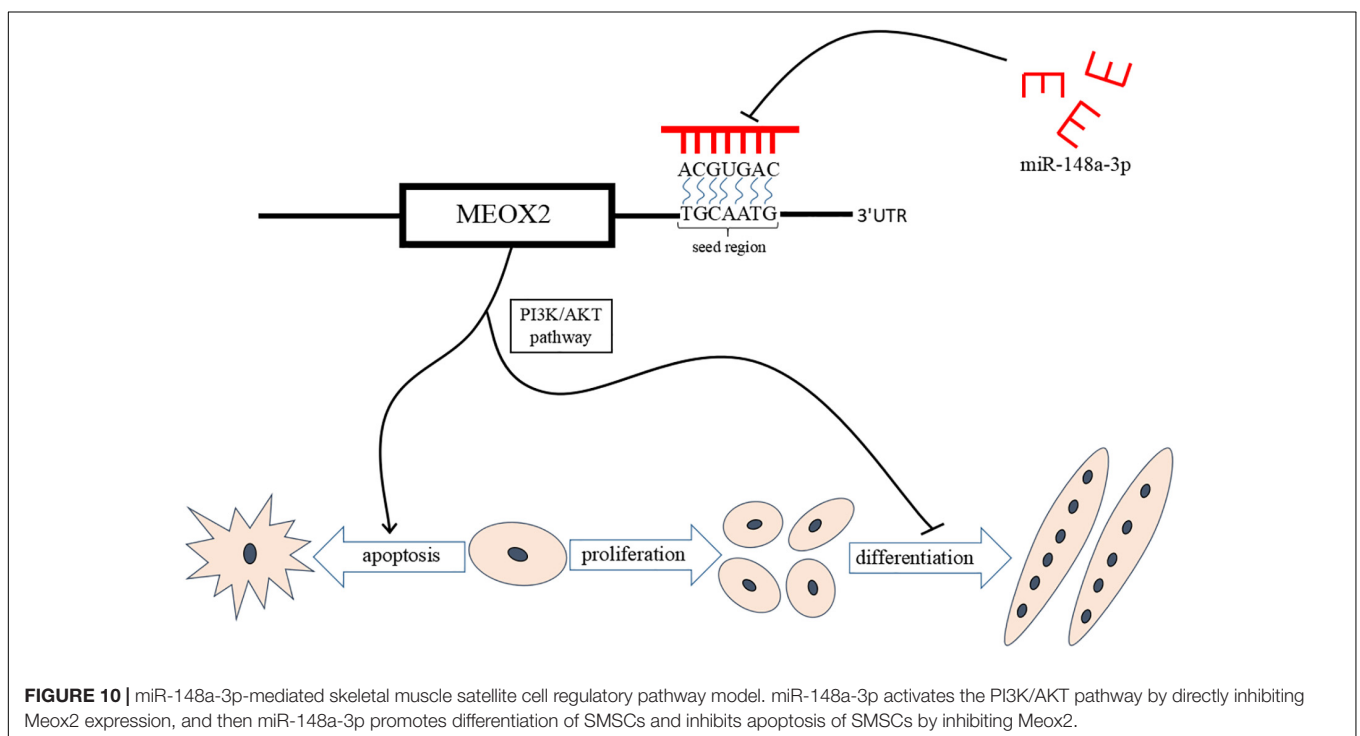 miR-148a-3p
ACGUGAC
MEOX2
TGCAATG
3'UTR
seed region
PI3K/AKT
pathway
apoptosis
proliferation
differentiation
FIGURE 10 | miR-148a-3p-mediated skeletal muscle satellite cell regulatory pathway model. miR-148a-3p activates the PI3K/AKT pathway by directly inhibiting
Meox2 expression, and then miR-148a-3p promotes differentiation of SMSCs and inhibits apoptosis of SMSCs by inhibiting Meox2.